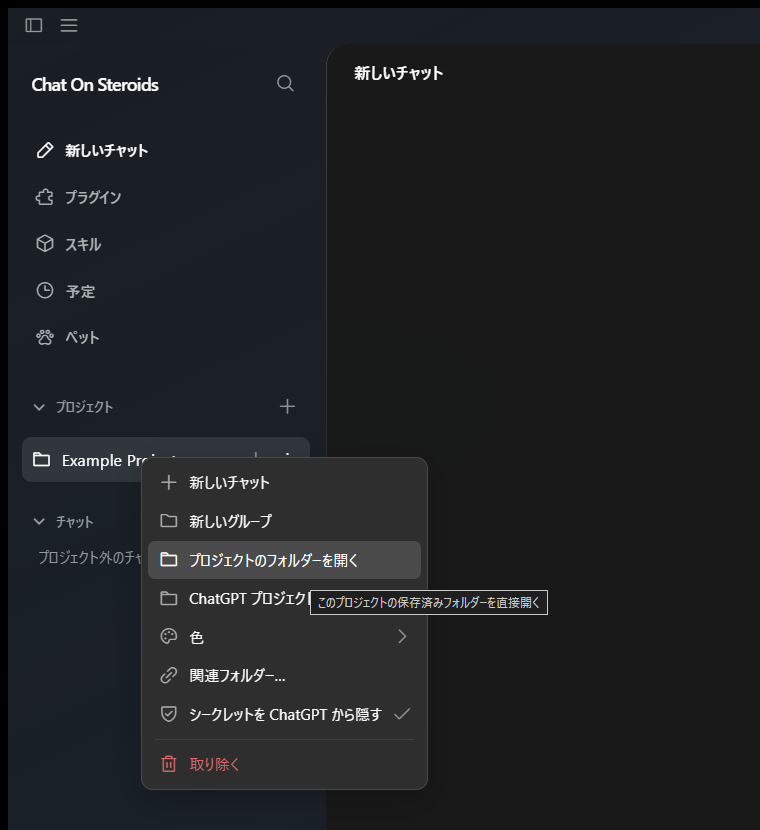 Chat On Steroids
新しいチャット
新しいチャット
プラグイン
スキル
予定
ペット
プロジェクト
Example
チャット
プロジェクト外の
新しいチャット
新しいグループ
プロジェクトのフォルダーを開く
ChatGPT プロジェクト
このプロジェクトの保存済みフォルダーを直接開く
色
関連フォルダー...
シークレットを ChatGPT から隠す
取り除く